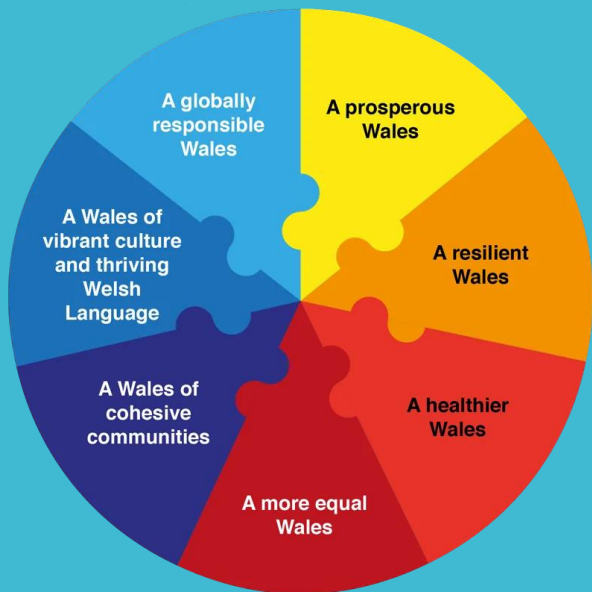 A globally
responsible
Wales
A prosperous
Wales
A resilient
Wales
A healthier
Wales
A more equal
Wales
A Wales of
cohesive
communities
A Wales of
vibrant culture
and thriving
Welsh
Language